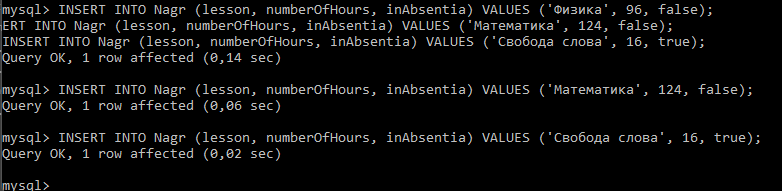 mysql> INSERT INTO Nagr (lesson, numberOfHours, inAbsentia) VALUES ('Физика', 96, false);
ERT INTO Nagr (lesson, numberOfHours, inAbsentia) VALUES ('Математика', 124, false);
INSERT INTO Nagr (lesson, numberOfHours, inAbsentia) VALUES ('Свобода слова', 16, true);
Query OK, 1 row affected (0,14 sec)
mysql> INSERT INTO Nagr (lesson, numberOfHours, inAbsentia) VALUES ('Математика', 124, false);
Query OK, 1 row affected (0,06 sec)
mysql> INSERT INTO Nagr (lesson, numberOfHours, inAbsentia) VALUES ('Свобода слова', 16, true);
Query OK, 1 row affected (0,02 sec)
mysql>